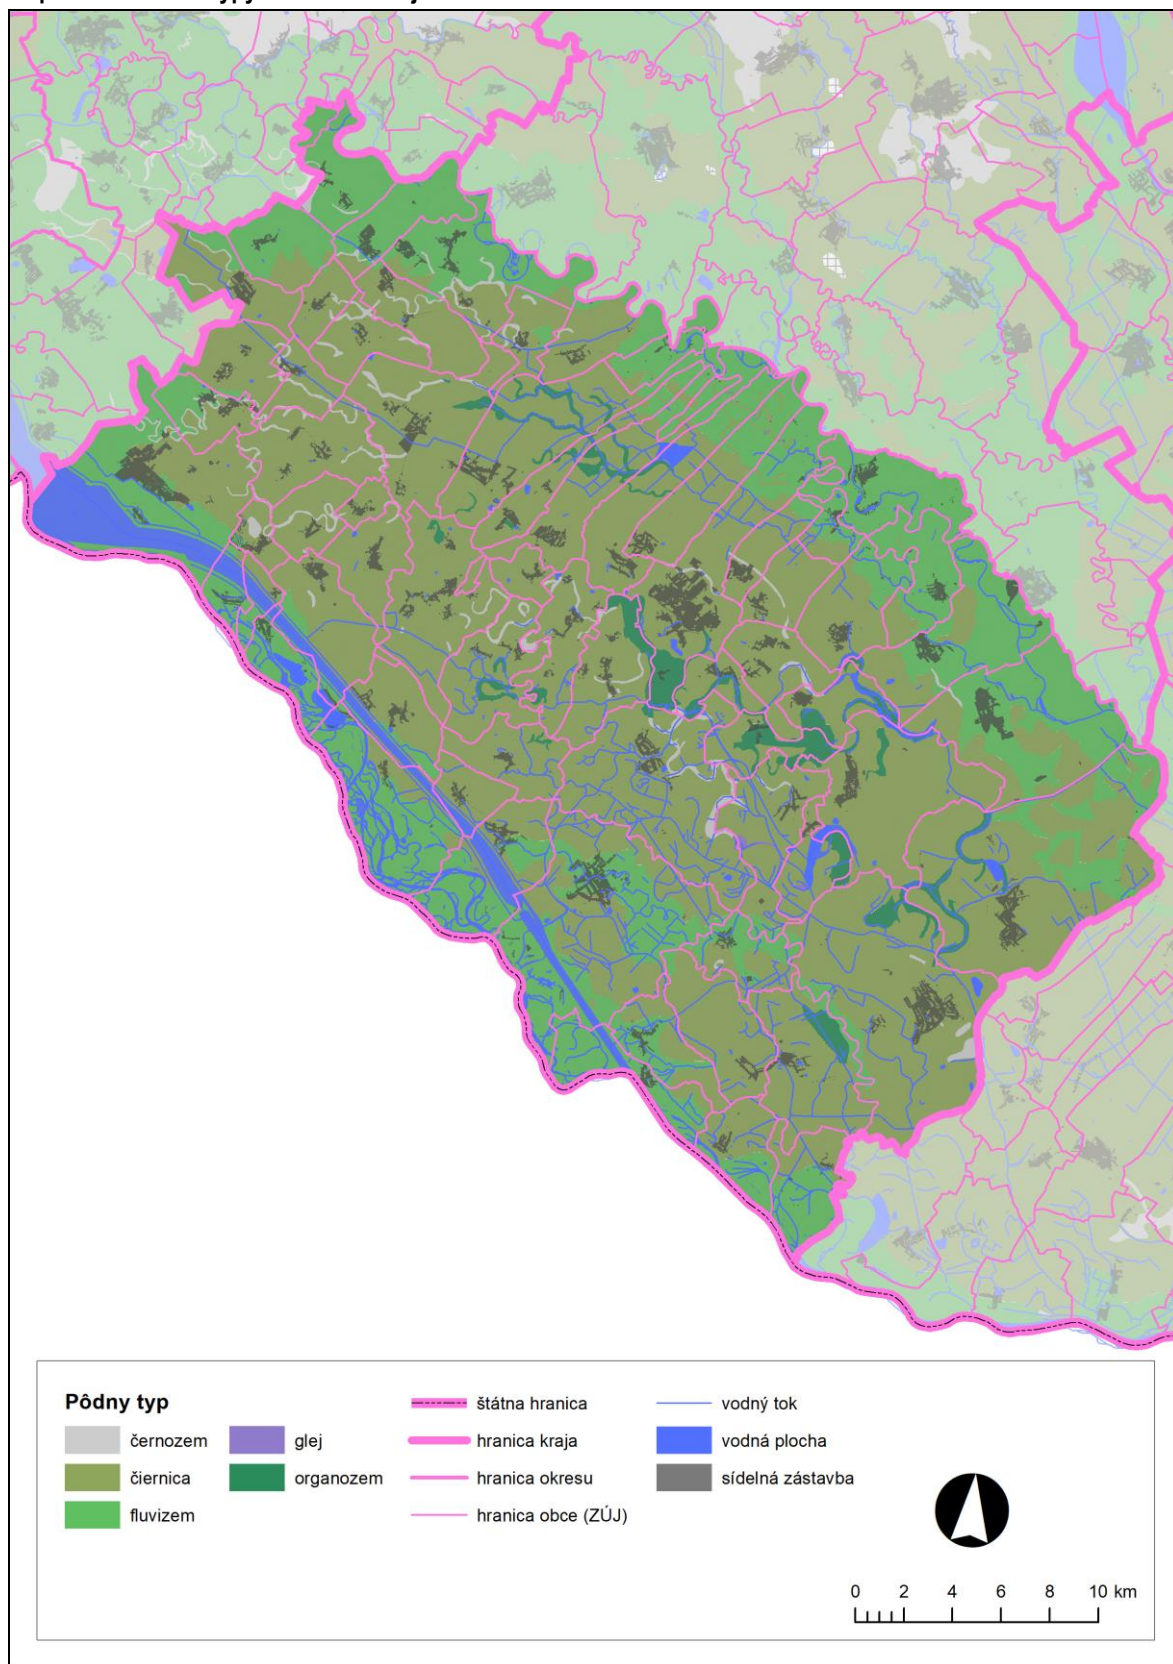 Pôdny typ
černozem
čiernica
fluvizem
glej
organozem
štátna hranica
hranica kraja
hranica okresu
hranica obce (ZÚJ)
vodný tok
vodná plocha
sídelná zástavba
0 2 4 6 8 10 km